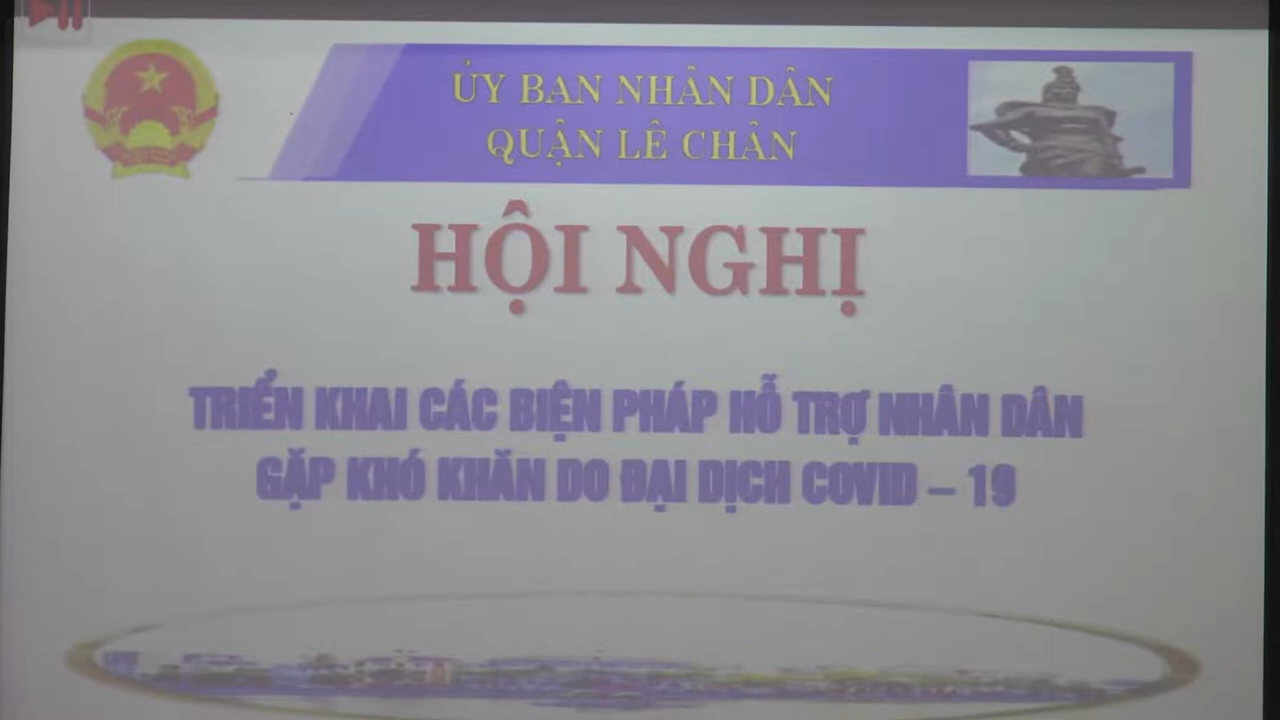 ỦY BAN NHÂN DÂN
QUẬN LÊ CHÂN
HỘI NGHỊ
TRIỂN KHAI CÁC BIỆN PHÁP HỖ TRỢ NHÂN DÂN
GẶP KHÓ KHĂN DO ĐẠI DỊCH COVID – 19